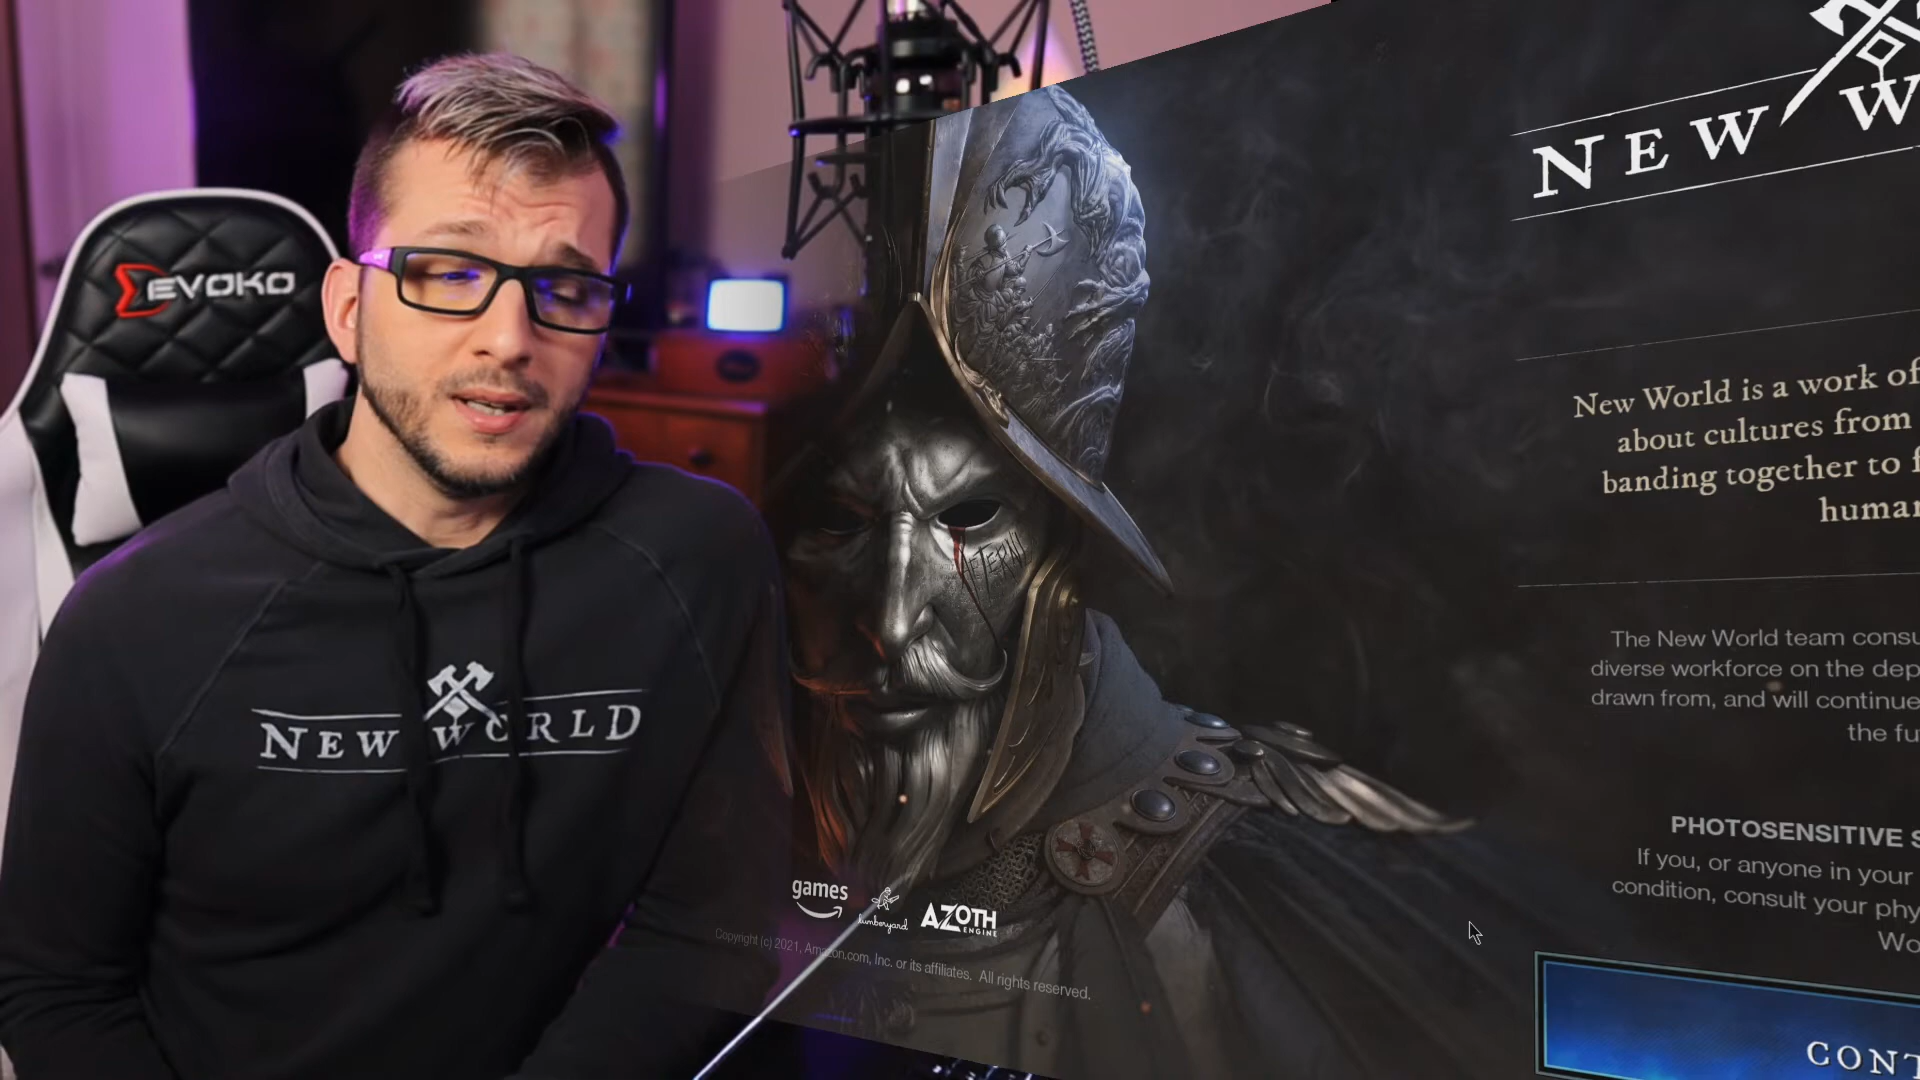 EVOKO
NEW WORLD
AETERNUM
NEW W
New World is a work of
about cultures from
banding together to f
human
The New World team consu
diverse workforce on the dep
drawn from, and will continue
the fu
PHOTOSENSITIVE S
If you, or anyone in your
condition, consult your phy
Wo
CONT
games
lumberyard
AZOTH
ENGINE
Copyright (c) 2021, Amazon.com, Inc. or its affiliates. All rights reserved.